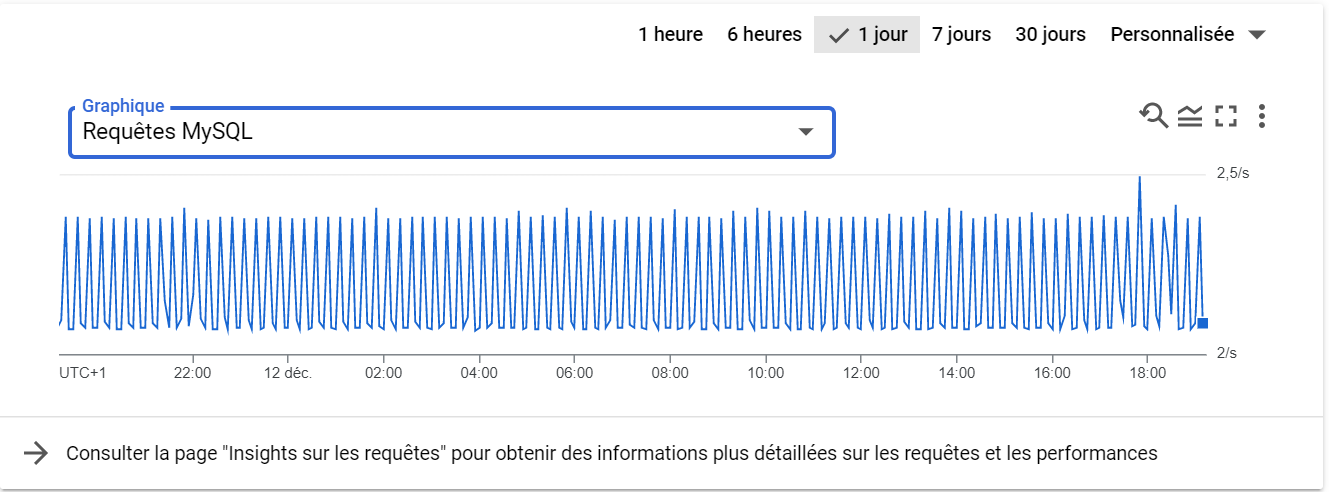 1 heure 6 heures 1 jour 7 jours 30 jours Personnalisée
Graphique
Requêtes MySQL
2,5/s
2/s
UTC+1 22:00 12 déc. 02:00 04:00 06:00 08:00 10:00 12:00 14:00 16:00 18:00
Consulter la page "Insights sur les requêtes" pour obtenir des informations plus détaillées sur les requêtes et les performances